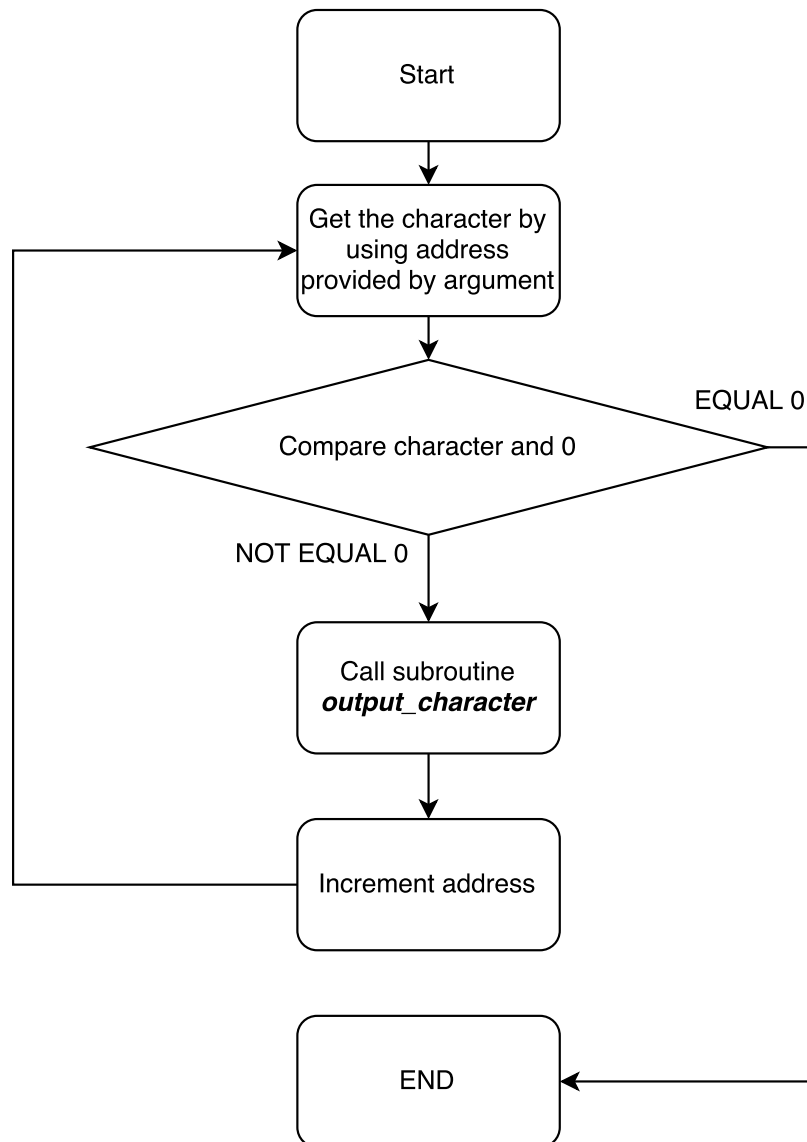 Start
Get the character by
using address
provided by argument
EQUAL 0
Compare character and 0
NOT EQUAL 0
Call subroutine
output_character
Increment address
END